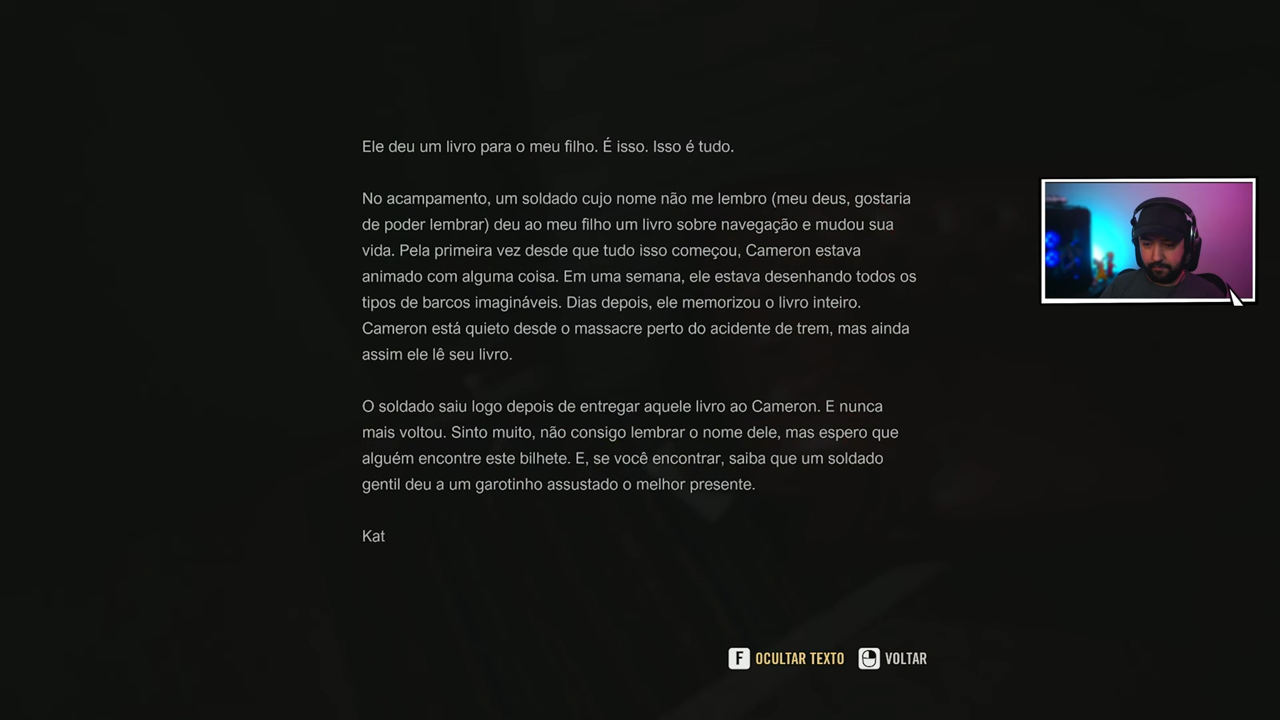 Ele deu um livro para o meu filho. É isso. Isso é tudo.
No acampamento, um soldado cujo nome não me lembro (meu deus, gostaria
de poder lembrar) deu ao meu filho um livro sobre navegação e mudou sua
vida. Pela primeira vez desde que tudo isso começou, Cameron estava
animado com alguma coisa. Em uma semana, ele estava desenhando todos os
tipos de barcos imagináveis. Dias depois, ele memorizou o livro inteiro.
Cameron está quieto desde o massacre perto do acidente de trem, mas ainda
assim ele lê seu livro.
O soldado saiu logo depois de entregar aquele livro ao Cameron. E nunca
mais voltou. Sinto muito, não consigo lembrar o nome dele, mas espero que
alguém encontre este bilhete. E, se você encontrar, saiba que um soldado
gentil deu a um garotinho assustado o melhor presente.
Kat
F OCULTAR TEXTO VOLTAR